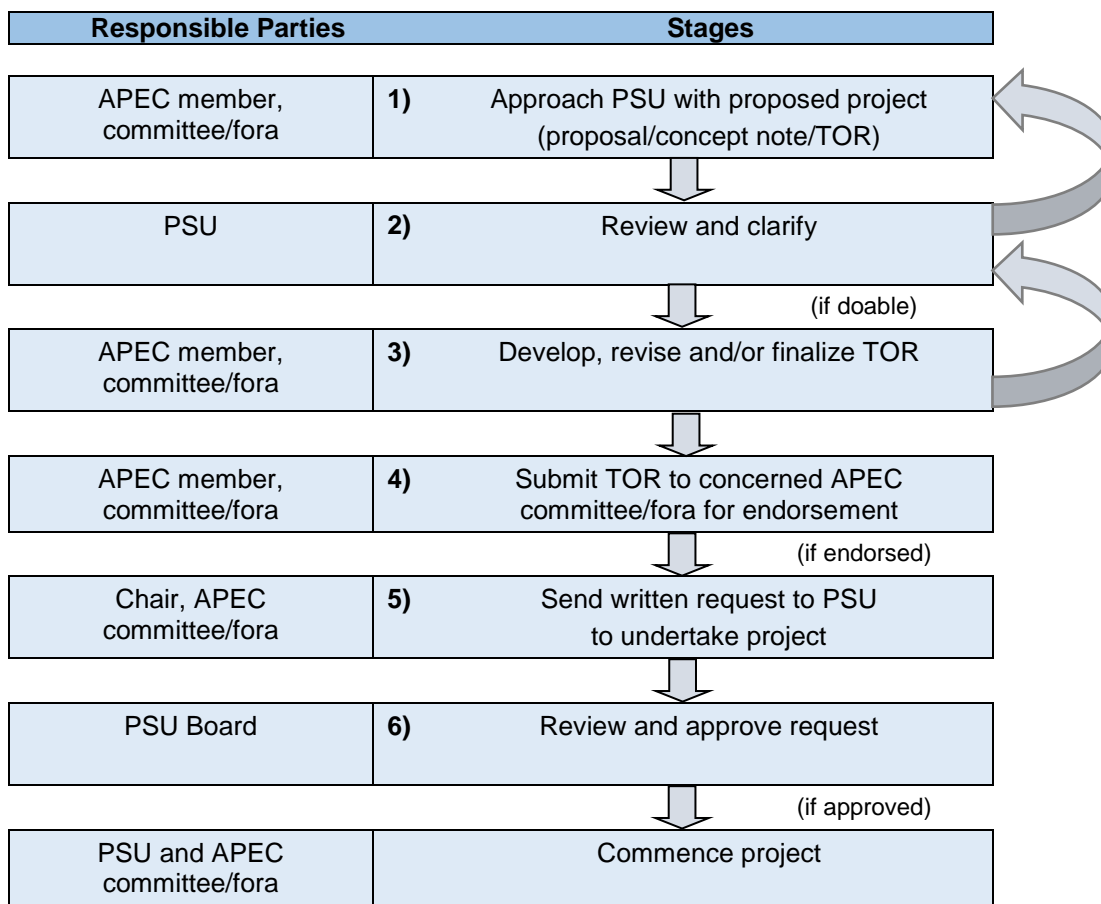 Responsible Parties Stages
APEC member, 1) Approach PSU with proposed project
committee/fora (proposal/concept note/TOR)
PSU 2) Review and clarify
(if doable)
APEC member, 3) Develop, revise and/or finalize TOR
committee/fora
APEC member, 4) Submit TOR to concerned APEC
committee/fora committee/fora for endorsement
(if endorsed)
Chair, APEC 5) Send written request to PSU
committee/fora to undertake project
PSU Board 6) Review and approve request
(if approved)
PSU and APEC Commence project
committee/fora